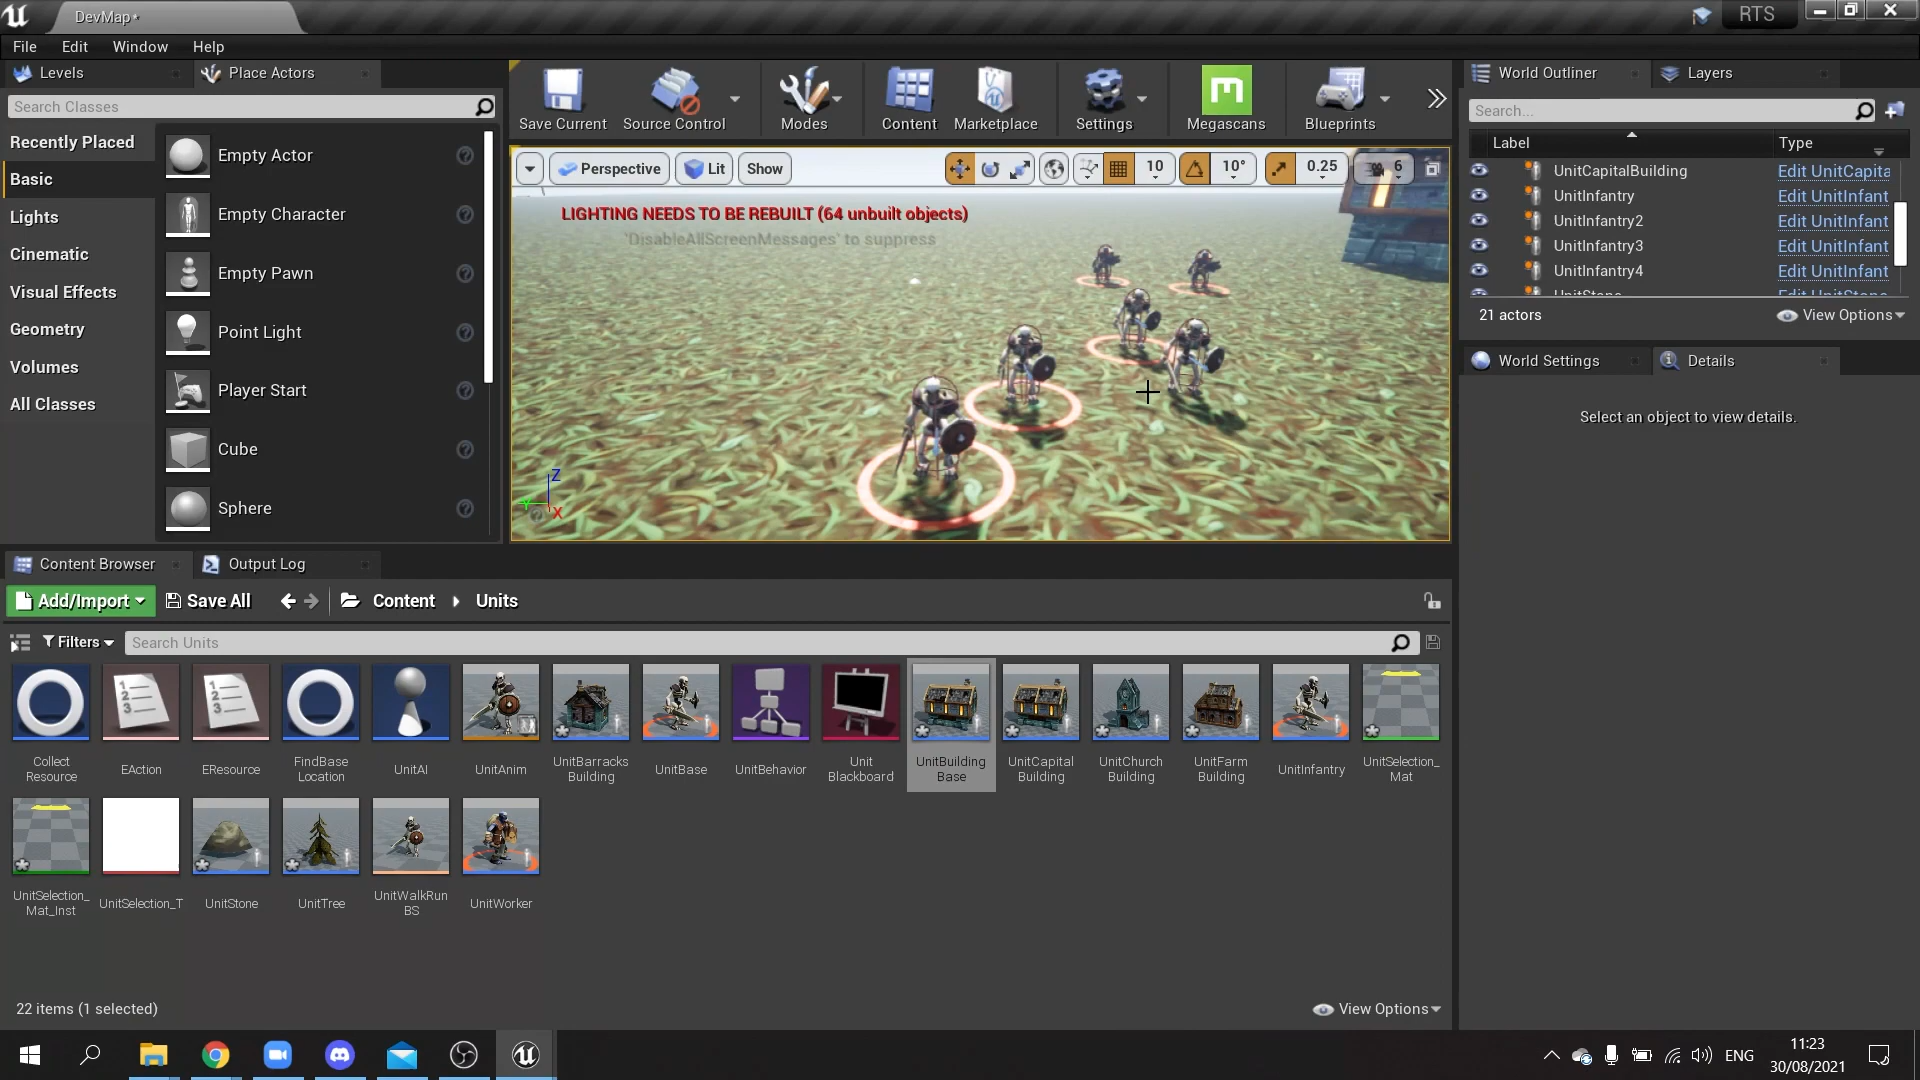 DevMap*
RTS
File Edit Window Help
Levels
Place Actors
Search Classes
Recently Placed
Basic
Lights
Cinematic
Visual Effects
Geometry
Volumes
All Classes
Empty Actor
Empty Character
Empty Pawn
Point Light
Player Start
Cube
Sphere
Save Current
Source Control
Modes
Content
Marketplace
Settings
Megascans
Blueprints
Perspective
Lit
Show
10
10°
0.25
6
LIGHTING NEEDS TO BE REBUILT (64 unbuilt objects)
'DisableAllScreenMessages' to suppress
Z
X
World Outliner
Layers
Search...
Label Type
UnitCapitalBuilding Edit UnitCapita
UnitInfantry Edit UnitInfant
UnitInfantry2 Edit UnitInfant
UnitInfantry3 Edit UnitInfant
UnitInfantry4 Edit UnitInfant
UnitStone Edit UnitStone
21 actors
View Options
World Settings
Details
Select an object to view details.
Content Browser
Output Log
Add/Import
Save All
Content
Units
Filters
Search Units
Collect
Resource
EAction
EResource
FindBase
Location
UnitAI
UnitAnim
UnitBarracks
Building
UnitBase
UnitBehavior
Unit
Blackboard
UnitBuilding
Base
UnitCapital
Building
UnitChurch
Building
UnitFarm
Building
UnitInfantry
UnitSelection_
Mat
UnitSelection_
Mat_Inst
UnitSelection_T
UnitStone
UnitTree
UnitWalkRun
BS
UnitWorker
22 items (1 selected)
View Options
ENG
11:23
30/08/2021